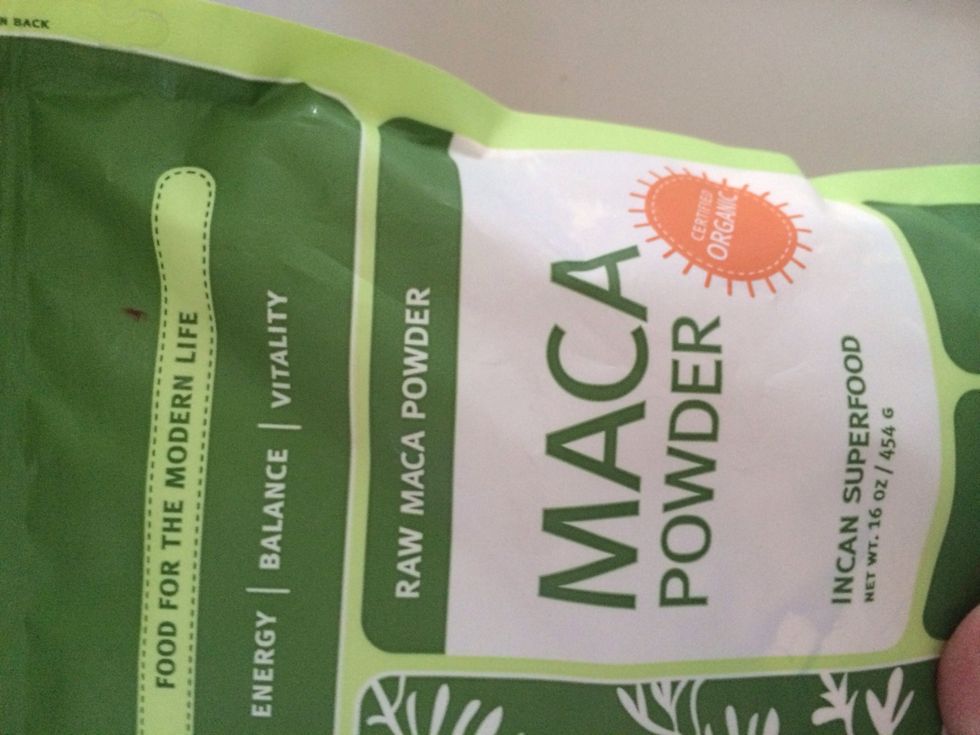 N BACK
FOOD FOR THE MODERN LIFE
ENERGY | BALANCE | VITALITY
RAW MACA POWDER
CERTIFIED
ORGANIC
MACA
POWDER
INCAN SUPERFOOD
NET WT. 16 OZ / 454 G